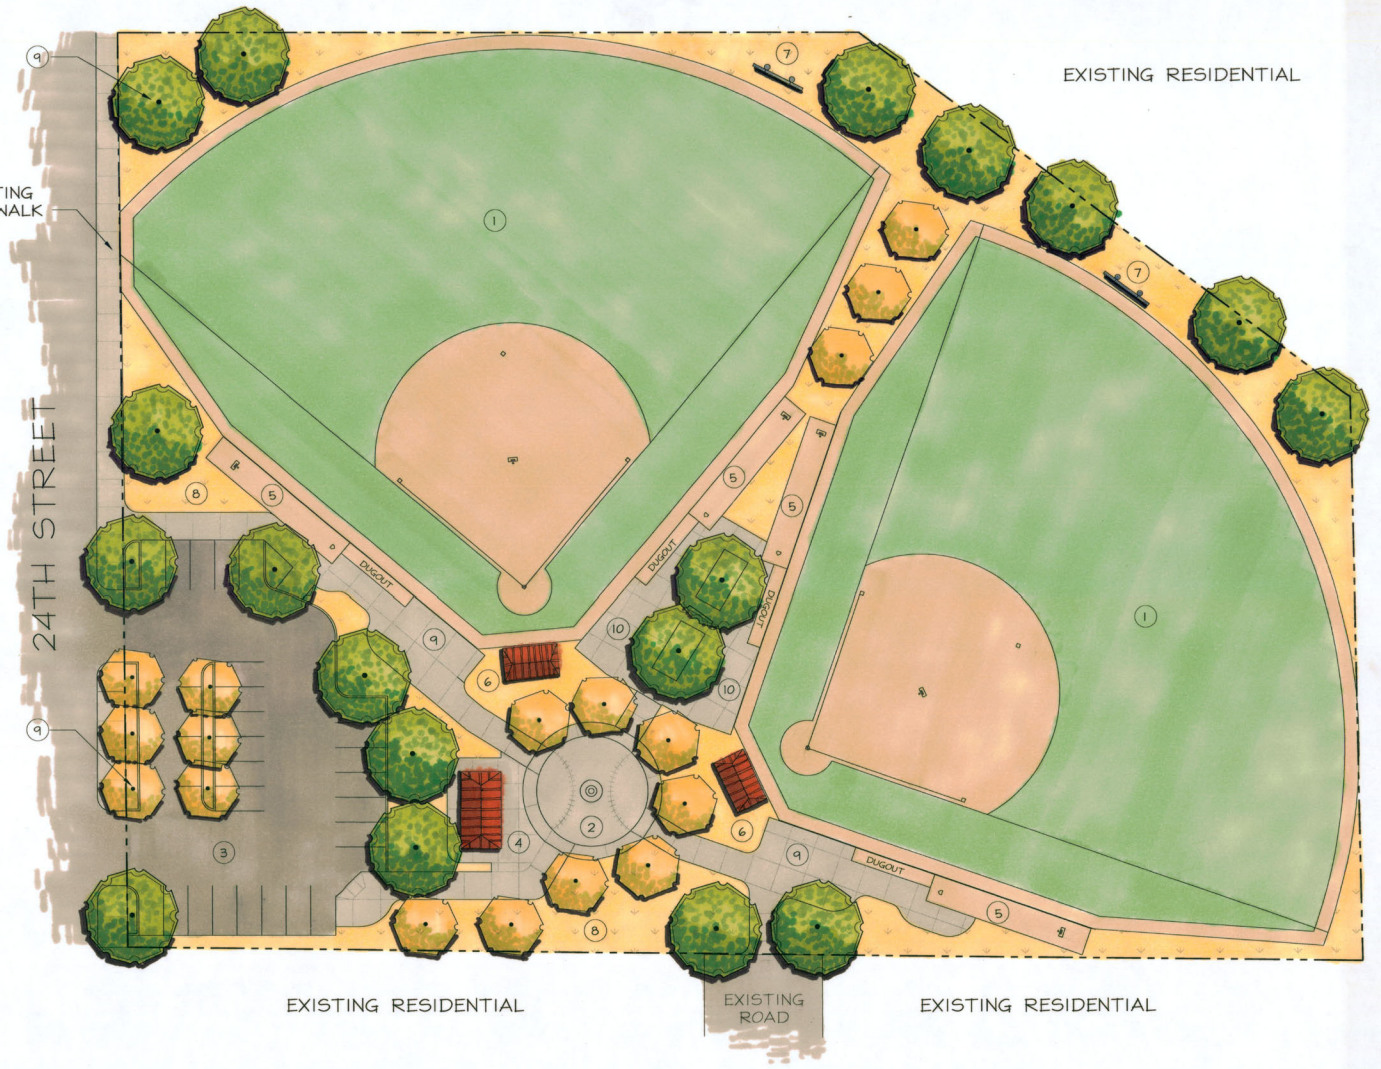 9
7
EXISTING RESIDENTIAL
TING
WALK
1
7
24TH STREET
8
5
5
5
DUGOUT
DUGOUT
DUGOUT
9
10
10
1
6
9
3
4
2
6
9
DUGOUT
5
8
EXISTING RESIDENTIAL
EXISTING
ROAD
EXISTING RESIDENTIAL